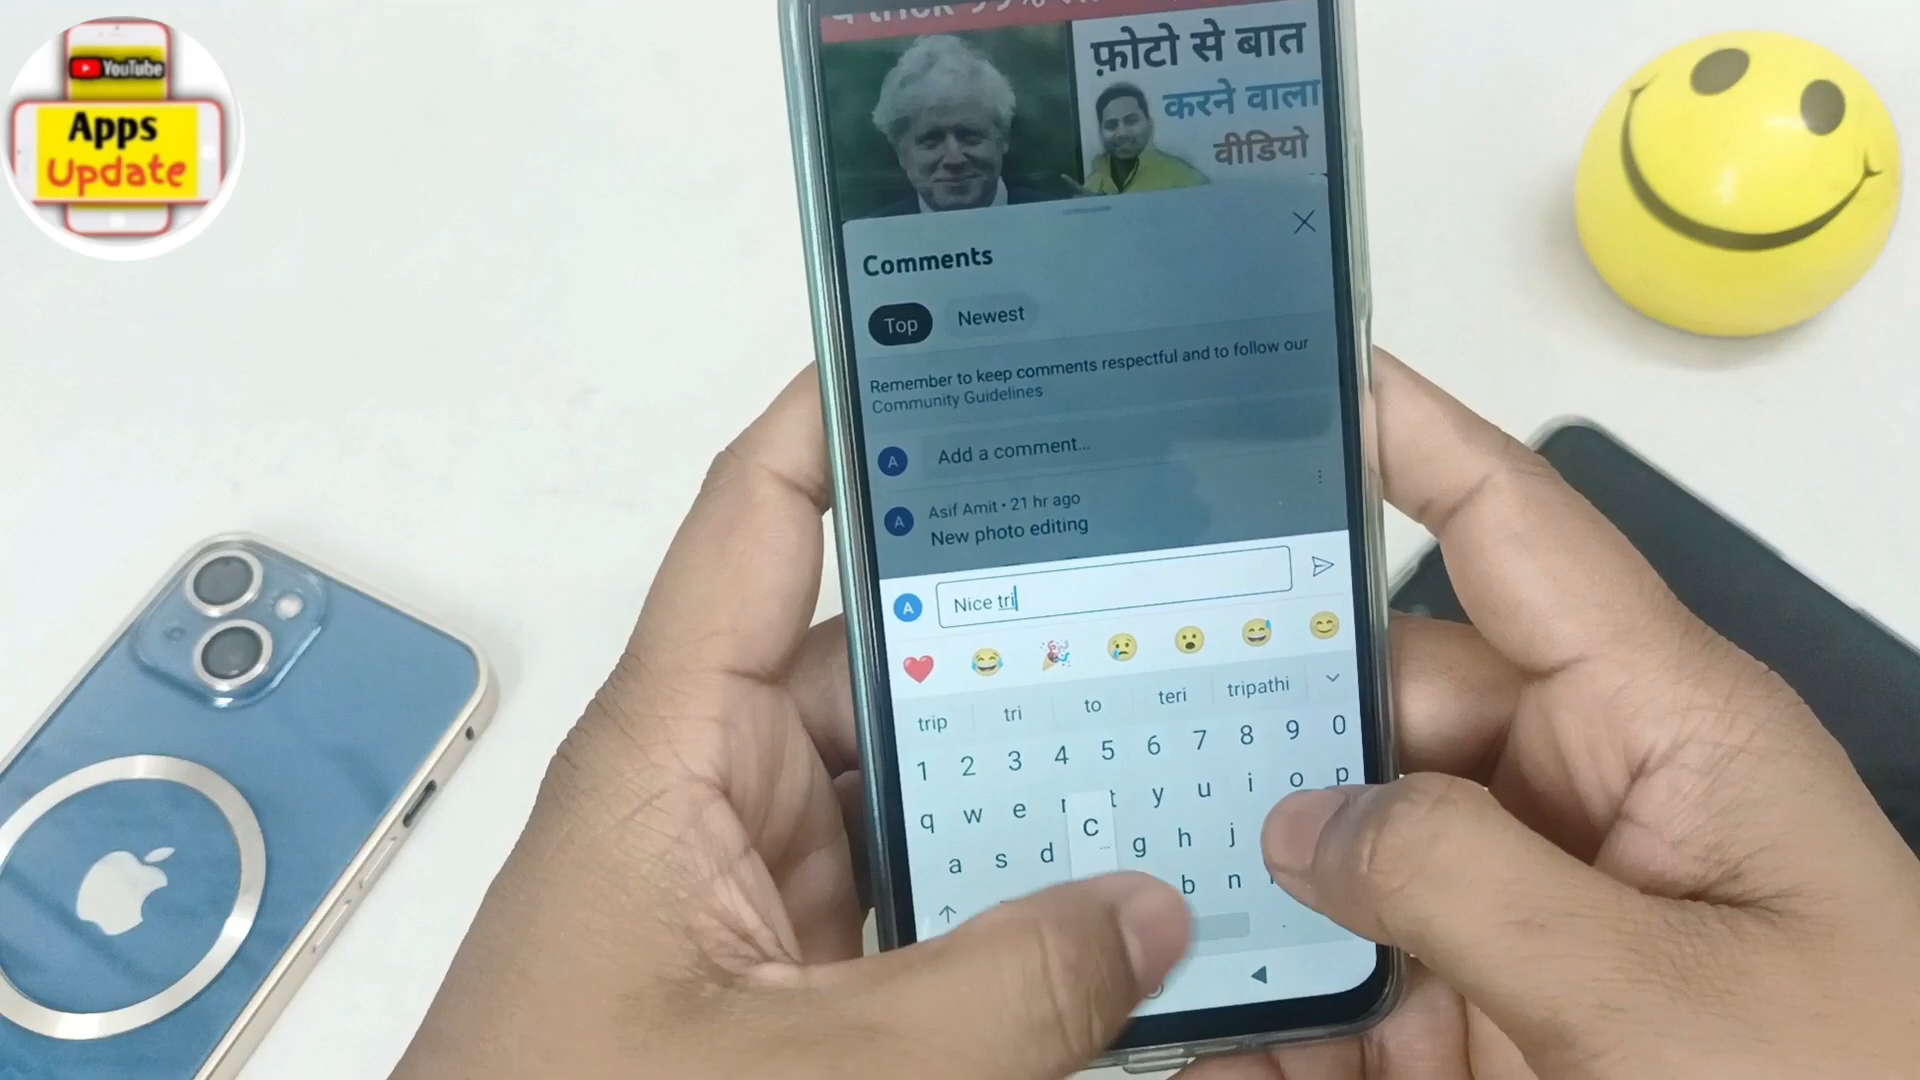 YouTube
Apps
Update
फ़ोटो से बात
करने वाला
वीडियो
Comments
Top Newest
Remember to keep comments respectful and to follow our
Community Guidelines
A Add a comment...
A Asif Amit • 21 hr ago
New photo editing
A Nice tri
trip tri to teri tripathi
1 2 3 4 5 6 7 8 9 0
q w e r t y u i o p
a s d c g h j
b n